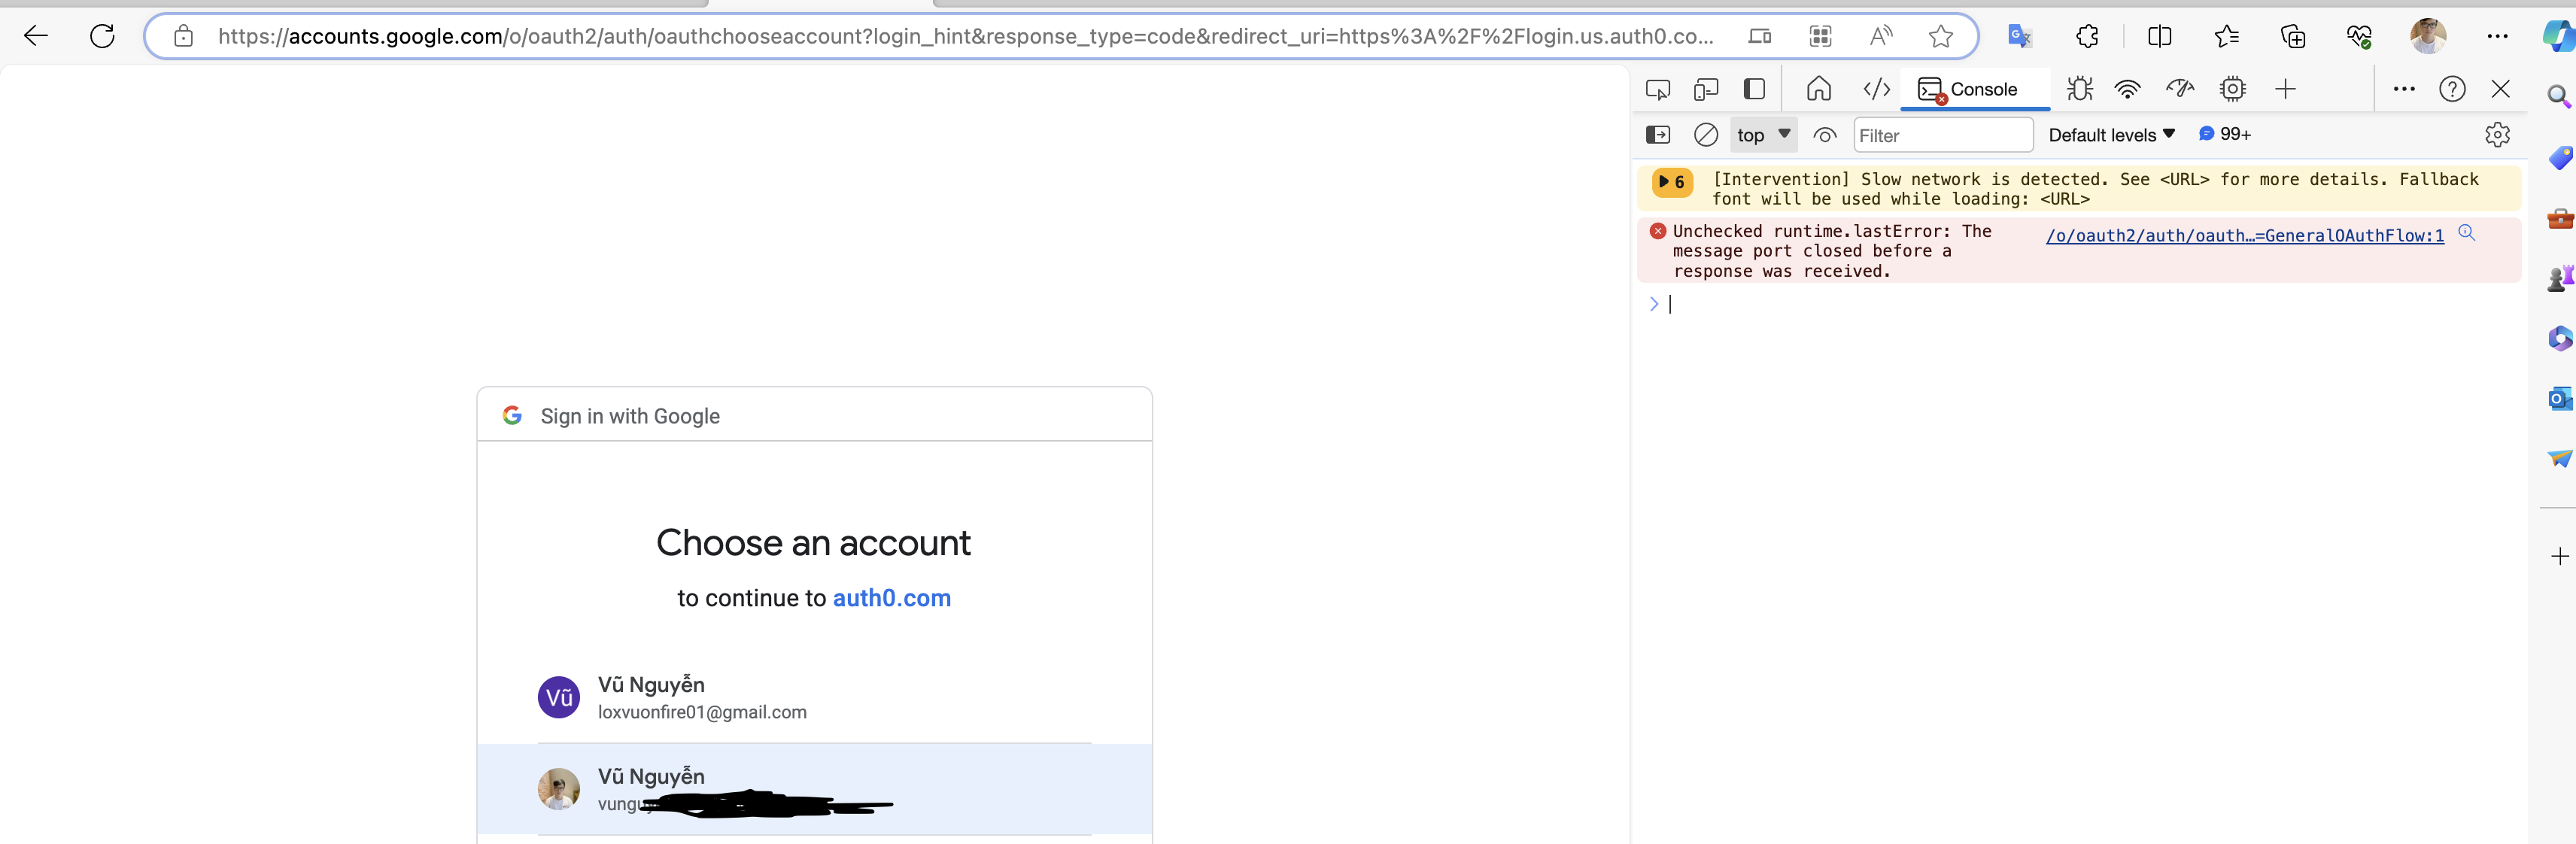 https://accounts.google.com/o/oauth2/auth/oauthchooseaccount?login_hint&response_type=code&redirect_uri=https%3A%2F%2Flogin.us.auth0.co...
Console
top
Filter
Default levels
99+
6
[Intervention] Slow network is detected. See <URL> for more details. Fallback
font will be used while loading: <URL>
Unchecked runtime.lastError: The
message port closed before a
response was received.
/o/oauth2/auth/oauth…=GeneralOAuthFlow:1
Sign in with Google
Choose an account
to continue to auth0.com
Vũ
Vũ Nguyễn
loxvuonfire01@gmail.com
Vũ Nguyễn